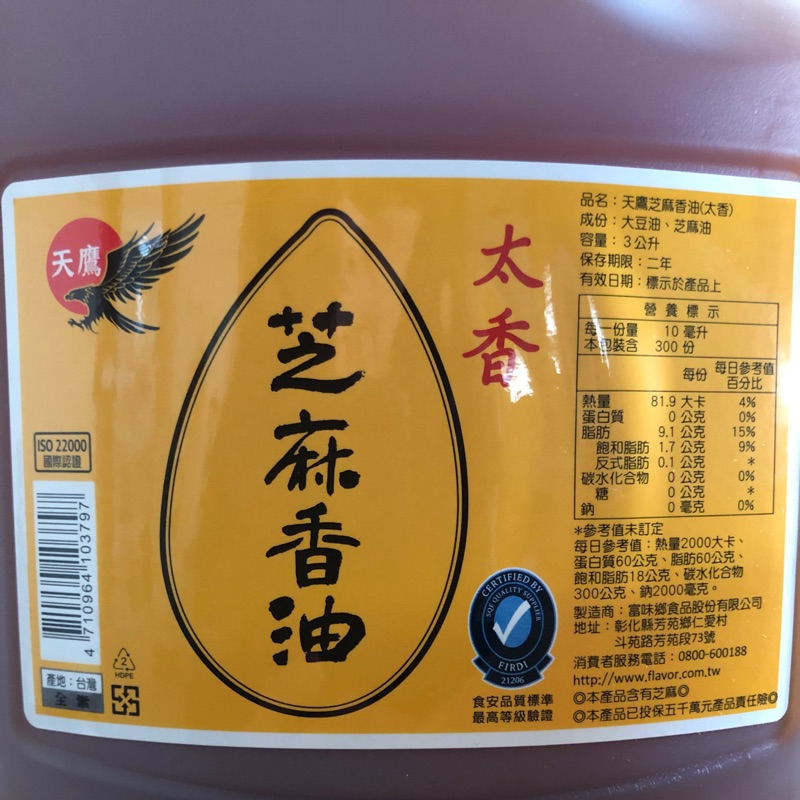 天鷹
芝麻香油
太香
ISO 22000
國際認證
4 710964 103797
2
HDPE
產地：台灣
全素
CERTIFIED BY
SQF QUALITY SUPPLIER
FIRDI
21206
食安品質標準
最高等級驗證
品名：天鷹芝麻香油(太香)
成份：大豆油、芝麻油
容量：3公升
保存期限：二年
有效日期：標示於產品上
營養標示
每一份量 10 毫升
本包裝含 300 份
每份 每日參考值百分比
熱量 81.9 大卡 4%
蛋白質 0 公克 0%
脂肪 9.1 公克 15%
飽和脂肪 1.7 公克 9%
反式脂肪 0.1 公克 *
碳水化合物 0 公克 0%
糖 0 公克 *
鈉 0 毫克 0%
*參考值未訂定
每日參考值：熱量2000大卡、
蛋白質60公克、脂肪60公克、
飽和脂肪18公克、碳水化合物
300公克、鈉2000毫克。
製造商：富味鄉食品股份有限公司
地址：彰化縣芳苑鄉仁愛村
斗苑路芳苑段73號
消費者服務電話：0800-600188
http://www.flavor.com.tw
◎本產品含有芝麻◎
◎本產品已投保五千萬元產品責任險◎